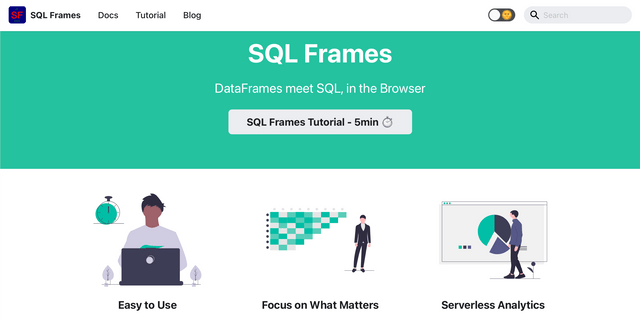 SF SQL Frames Docs Tutorial Blog Search
SQL Frames
DataFrames meet SQL, in the Browser
SQL Frames Tutorial - 5min ⏱
Easy to Use Focus on What Matters Serverless Analytics